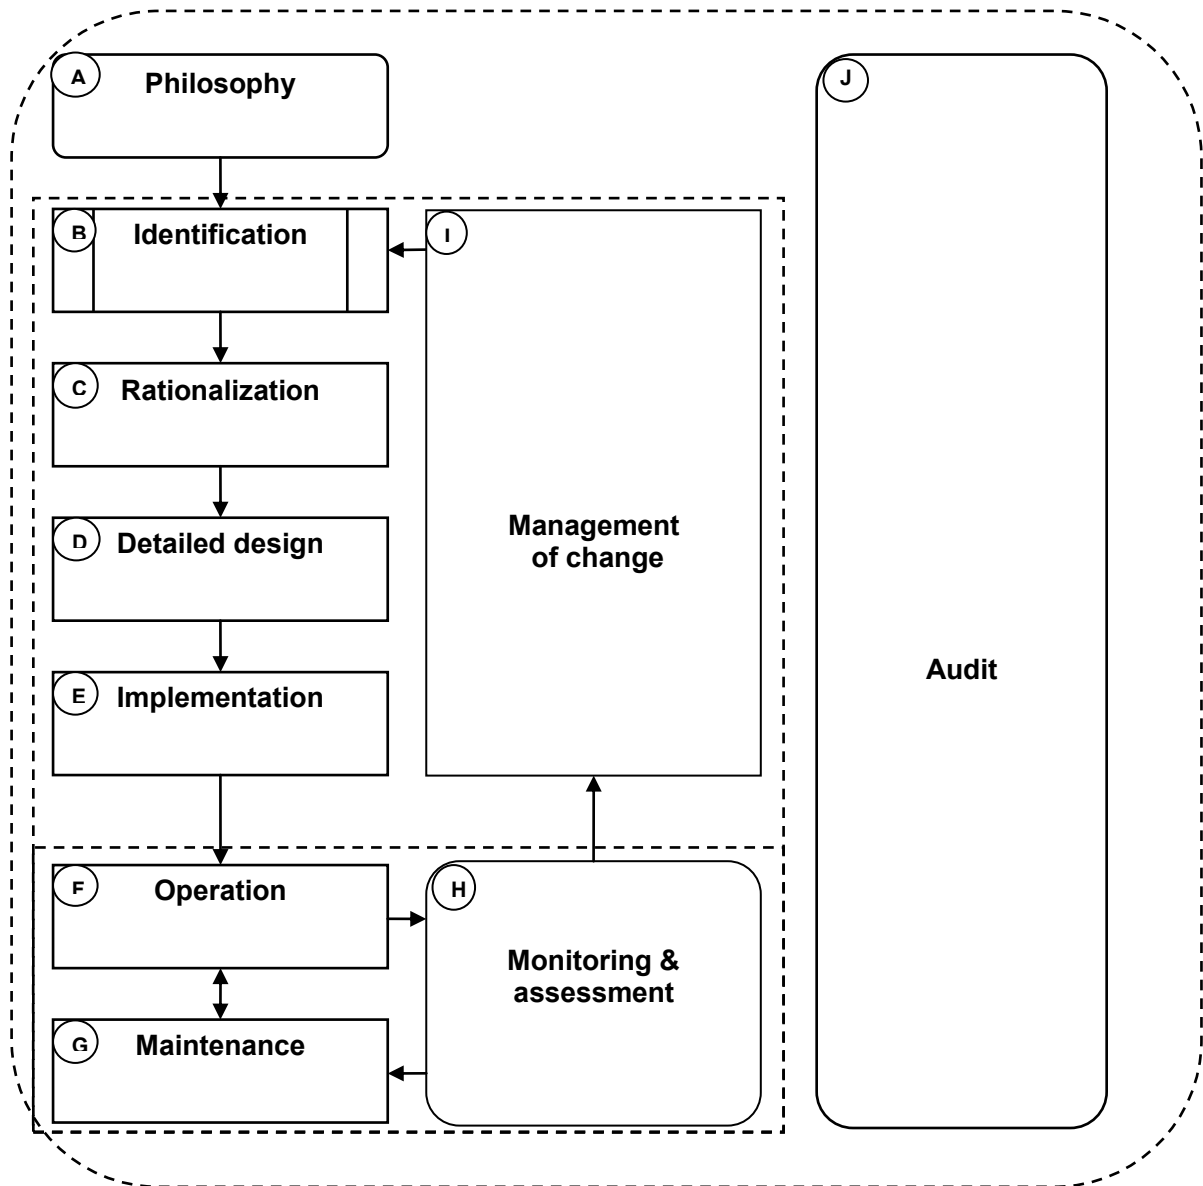 A
Philosophy
J
B
Identification
I
C
Rationalization
D
Detailed design
Management
of change
E
Implementation
Audit
F
Operation
H
Monitoring &
assessment
G
Maintenance